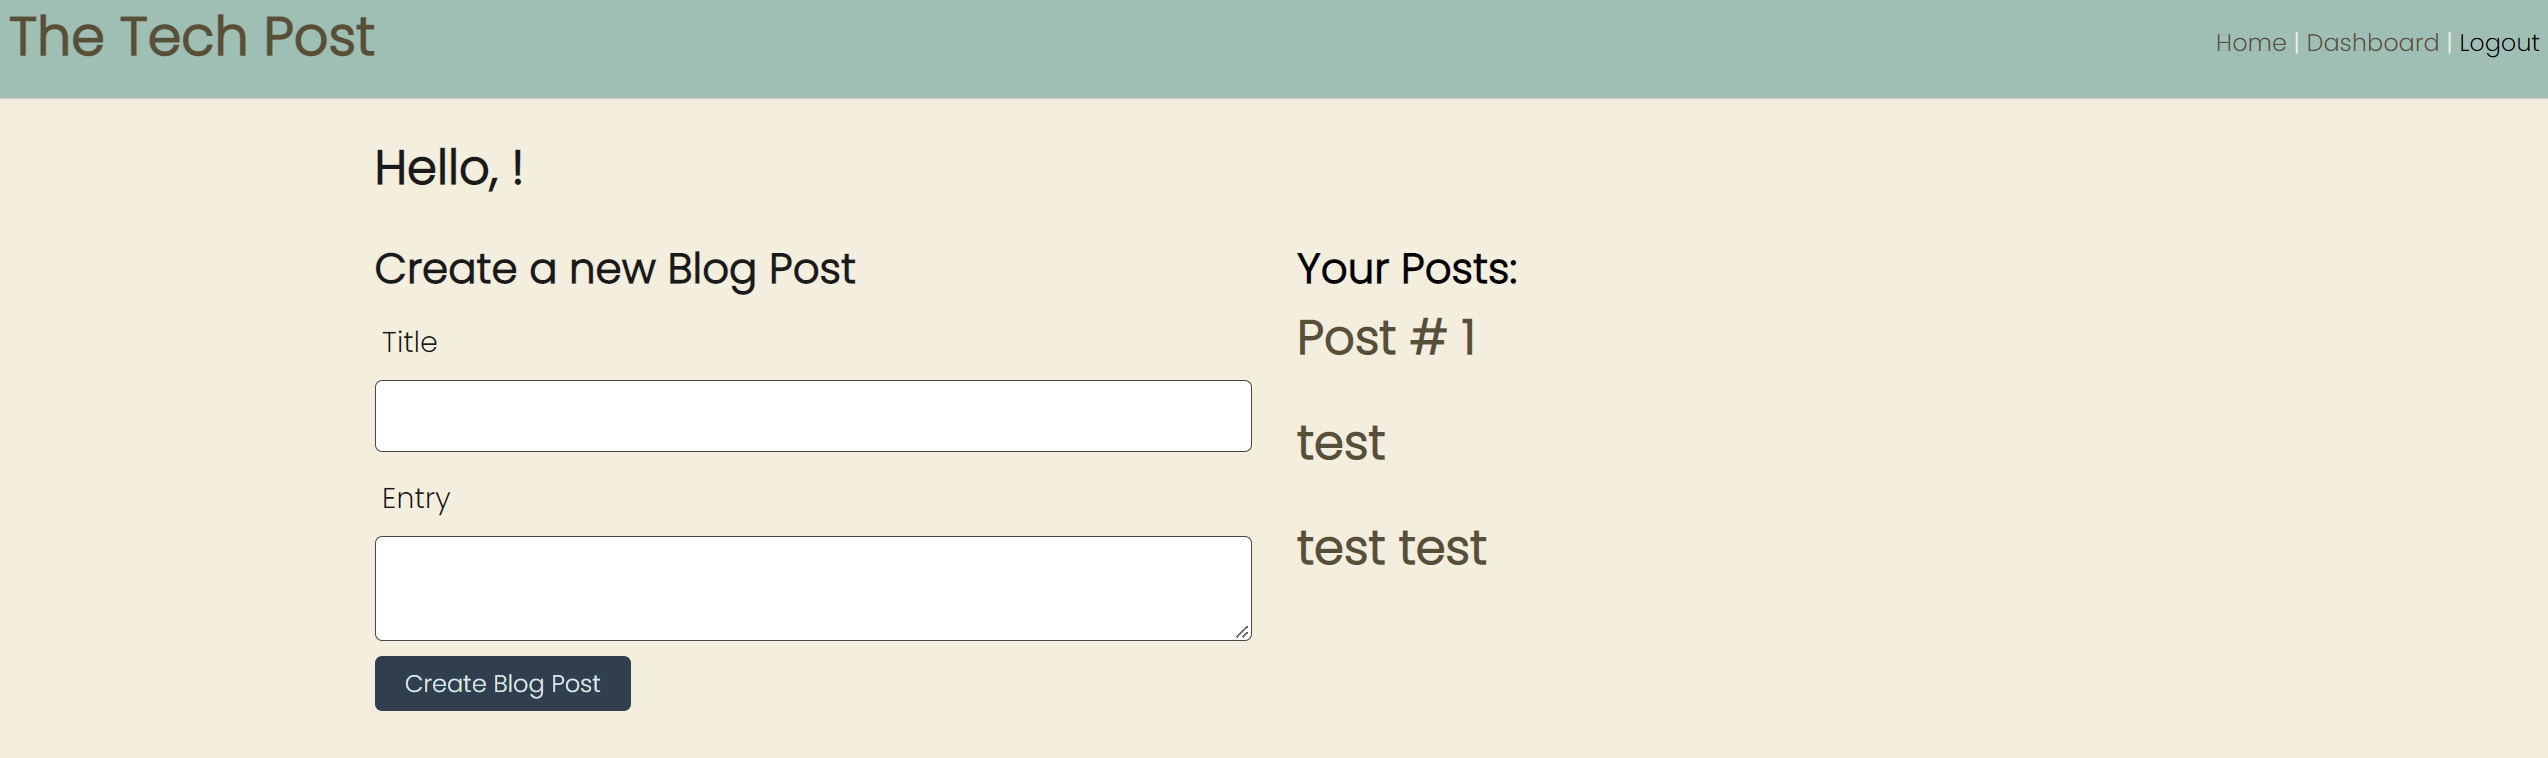 The Tech Post
Home | Dashboard | Logout
Hello, !
Create a new Blog Post
Title
Entry
Create Blog Post
Your Posts:
Post # 1
test
test test